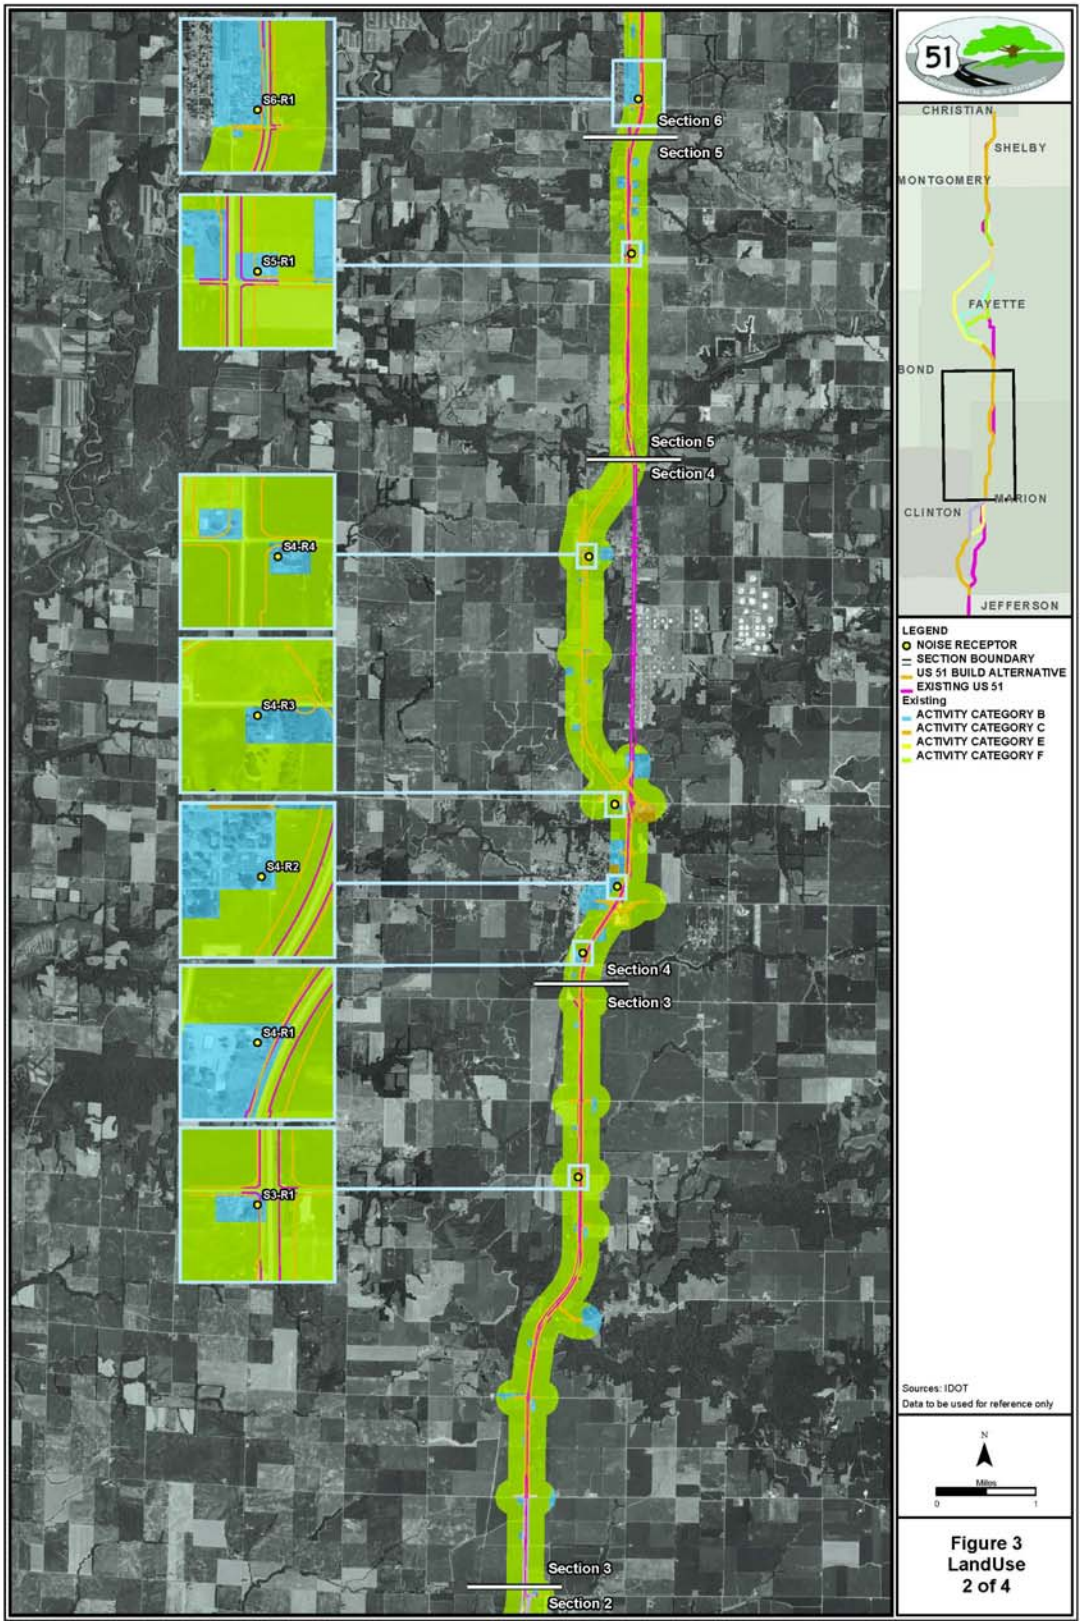 S6-R1
Section 6
Section 5
S5-R1
Section 5
Section 4
S4-R4
S4-R3
S4-R2
Section 4
Section 3
S4-R1
S3-R1
Section 3
Section 2
51
ENVIRONMENTAL IMPACT STATEMENT
CHRISTIAN
SHELBY
MONTGOMERY
FAYETTE
BOND
MARION
CLINTON
JEFFERSON
LEGEND
NOISE RECEPTOR
SECTION BOUNDARY
US 51 BUILD ALTERNATIVE
EXISTING US 51
Existing
ACTIVITY CATEGORY B
ACTIVITY CATEGORY C
ACTIVITY CATEGORY E
ACTIVITY CATEGORY F
Sources: IDOT
Data to be used for reference only
N
Miles
0 1
Figure 3
LandUse
2 of 4